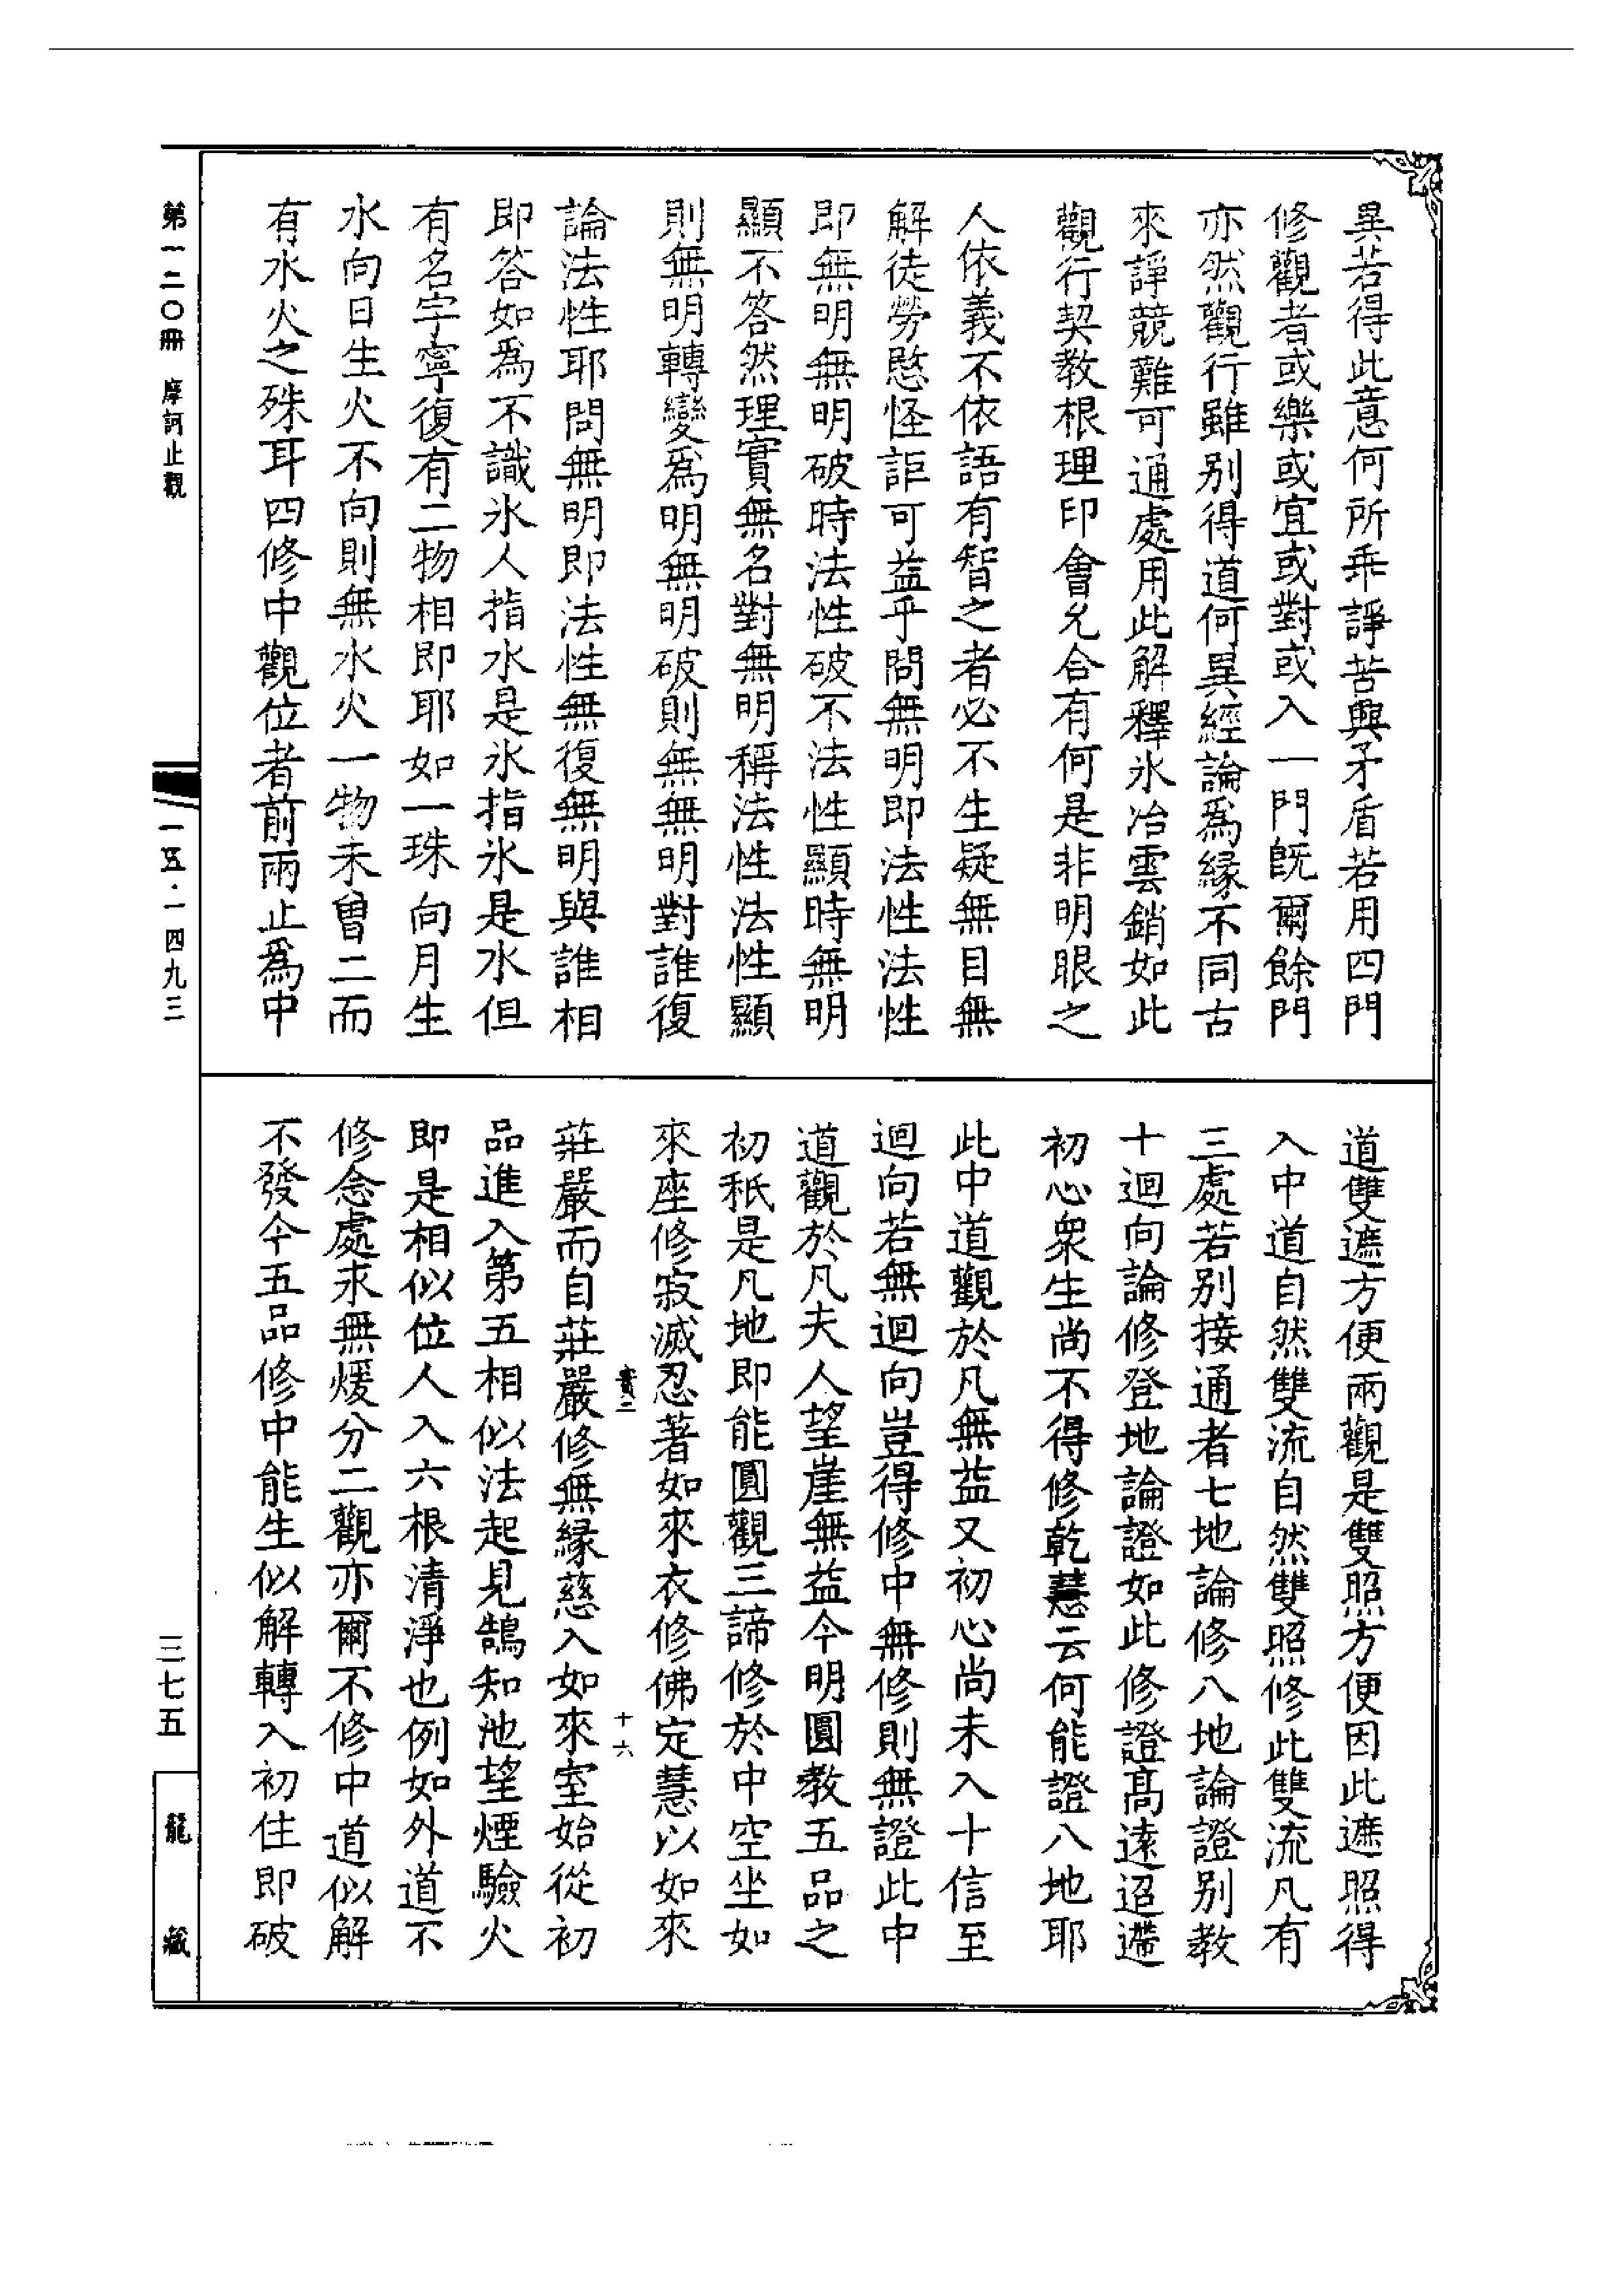 異若得此意何所乖諍苦興矛盾若用四門
修觀者或樂或宜或對或入一門旣爾餘門
亦然觀行雖別得道何異經論爲緣不同古
來諍競難可通處用此解釋氷冶雲銷如此
觀行契教根理印會允合有何是非明眼之
人依義不依語有智之者必不生疑無目無
解徒勞愍怪詎可益乎問無明即法性法性
即無明無明破時法性破不法性顯時無明
顯不答然理實無名對無明稱法性法性顯
則無明轉變爲明無明破則無無明對誰復
論法性耶問無明即法性無復無明與誰相
即答如爲不識氷人指水是氷指氷是水但
有名字寧復有二物相即耶如一珠向月生
水向日生火不向則無水火一物未曾二而
有水火之殊耳四修中觀位者前兩止爲中
道雙遮方便兩觀是雙照方便因此遮照得
入中道自然雙流自然雙照修此雙流凡有
三處若别接通者七地論修八地論證别教
十迴向論修登地論證如此修證高遠迢遰
初心衆生尚不得修乾慧云何能證八地耶
此中道觀於凡無益又初心尚未入十信至
迴向若無迴向豈得修中無修則無證此中
道觀於凡夫人望崖無益今明圓教五品之
初秖是凡地即能圓觀三諦修於中空坐如
來座修寂滅忍著如來衣修佛定慧以如來
莊嚴而自莊嚴修無緣慈入如來室始從初
品進入第五相似法起見鵠知池望煙驗火
即是相似位人入六根清淨也例如外道不
修念處求無煖分二觀亦爾不修中道似解
不發今五品修中能生似解轉入初住即破
實二
十六
第一二〇冊 摩訶止觀
一五·一四九三
三七五
龍藏